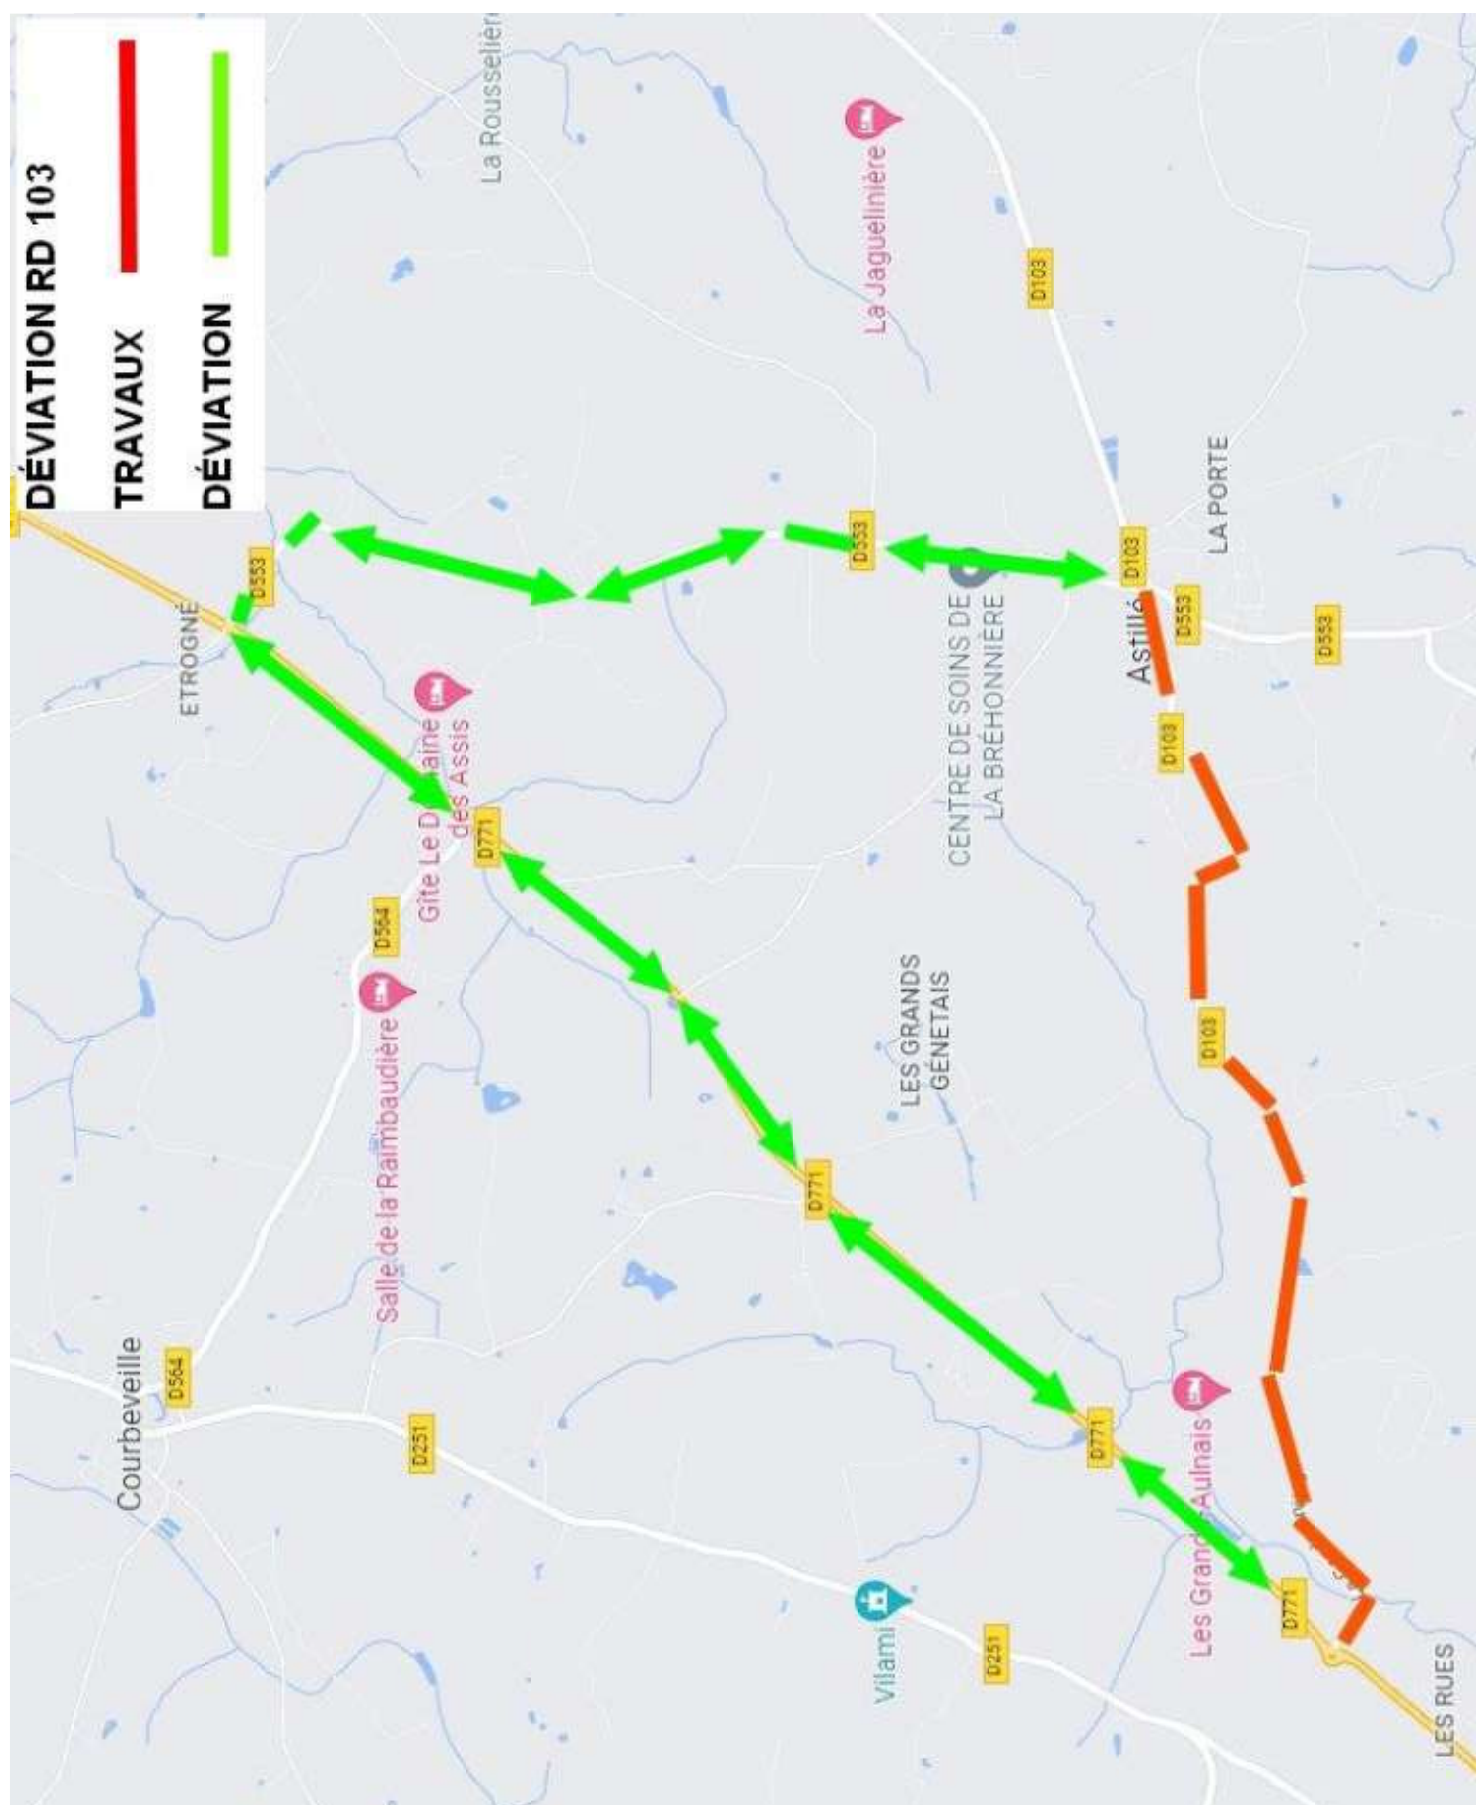 DÉVIATION RD 103
TRAVAUX
DÉVIATION
Courbeveille
D564
D251
Salle de la Raimbaudière
D564
Gîte Le Do aine
des Assis
D771
ETROGNÉ
D553
La Rousselière
Vilami
D251
D771
LES GRANDS
GÉNETAIS
CENTRE DE SOINS DE
LA BRÉHONNIÈRE
D553
La Jaguelinière
D103
D771
Les Grands Aulnais
D771
LES RUES
D103
D103
Astillé
D103
D553
LA PORTE
D553